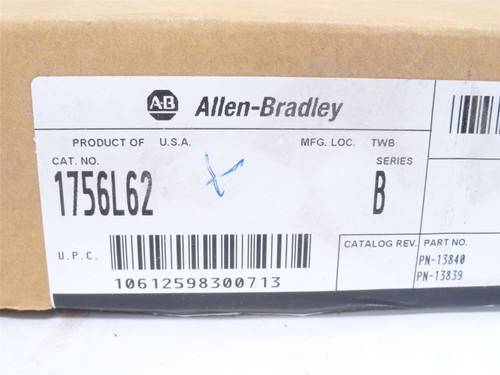 A-B Allen-Bradley
PRODUCT OF U.S.A. MFG. LOC. TWB
CAT. NO. SERIES
1756L62 B
U.P.C.
10612598300713
CATALOG REV. PART NO.
PN-13840
PN-13839